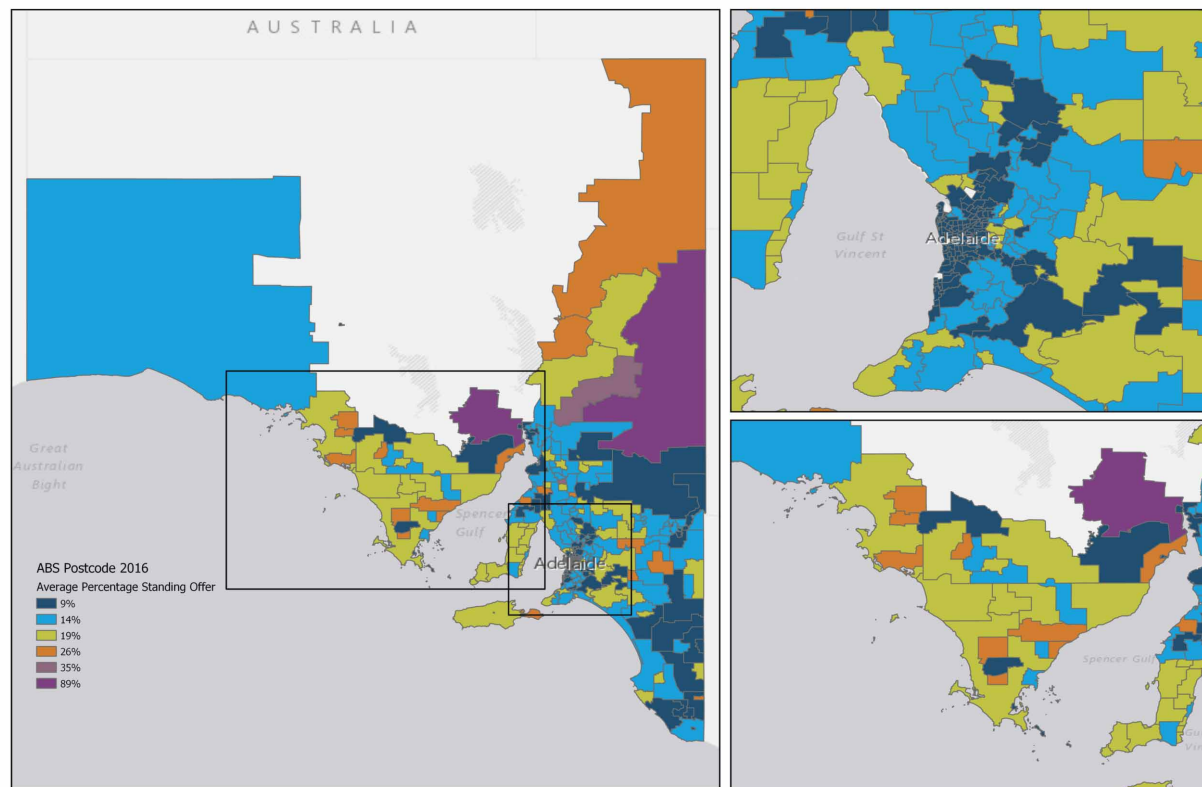 AUSTRALIA
Great
Australian
Bight
Spencer
Gulf
Adelaide
ABS Postcode 2016
Average Percentage Standing Offer
9%
14%
19%
26%
35%
89%
Gulf St
Vincent
Adelaide
Spencer Gulf